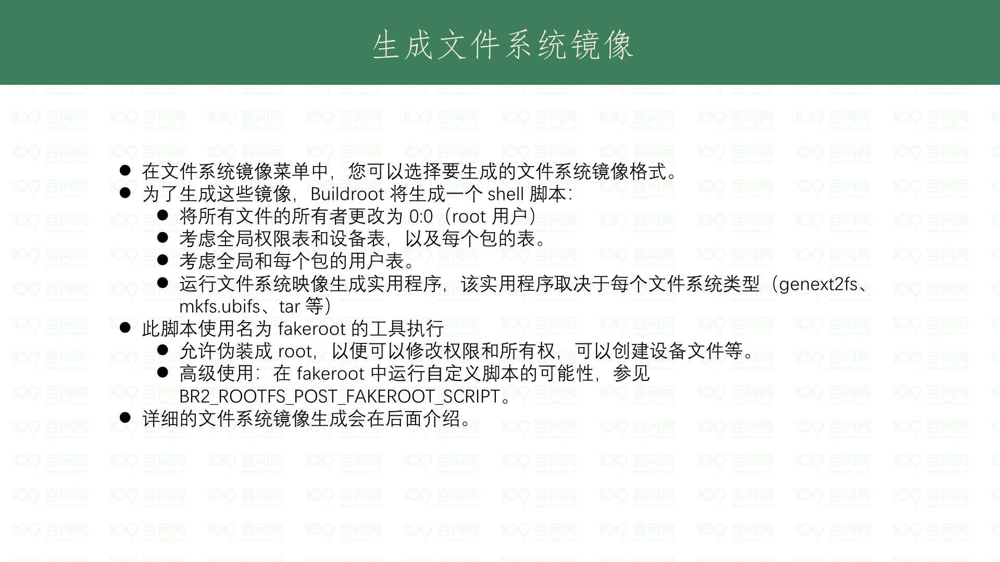 生成文件系统镜像
在文件系统镜像菜单中，您可以选择要生成的文件系统镜像格式。
为了生成这些镜像，Buildroot 将生成一个 shell 脚本：
将所有文件的所有者更改为 0:0（root 用户）
考虑全局权限表和设备表，以及每个包的表。
考虑全局和每个包的用户表。
运行文件系统映像生成实用程序，该实用程序取决于每个文件系统类型（genext2fs、
mkfs.ubifs、tar 等）
此脚本使用名为 fakeroot 的工具执行
允许伪装成 root，以便可以修改权限和所有权，可以创建设备文件等。
高级使用：在 fakeroot 中运行自定义脚本的可能性，参见
BR2_ROOTFS_POST_FAKEROOT_SCRIPT。
详细的文件系统镜像生成会在后面介绍。
百问网
www.100ask.net